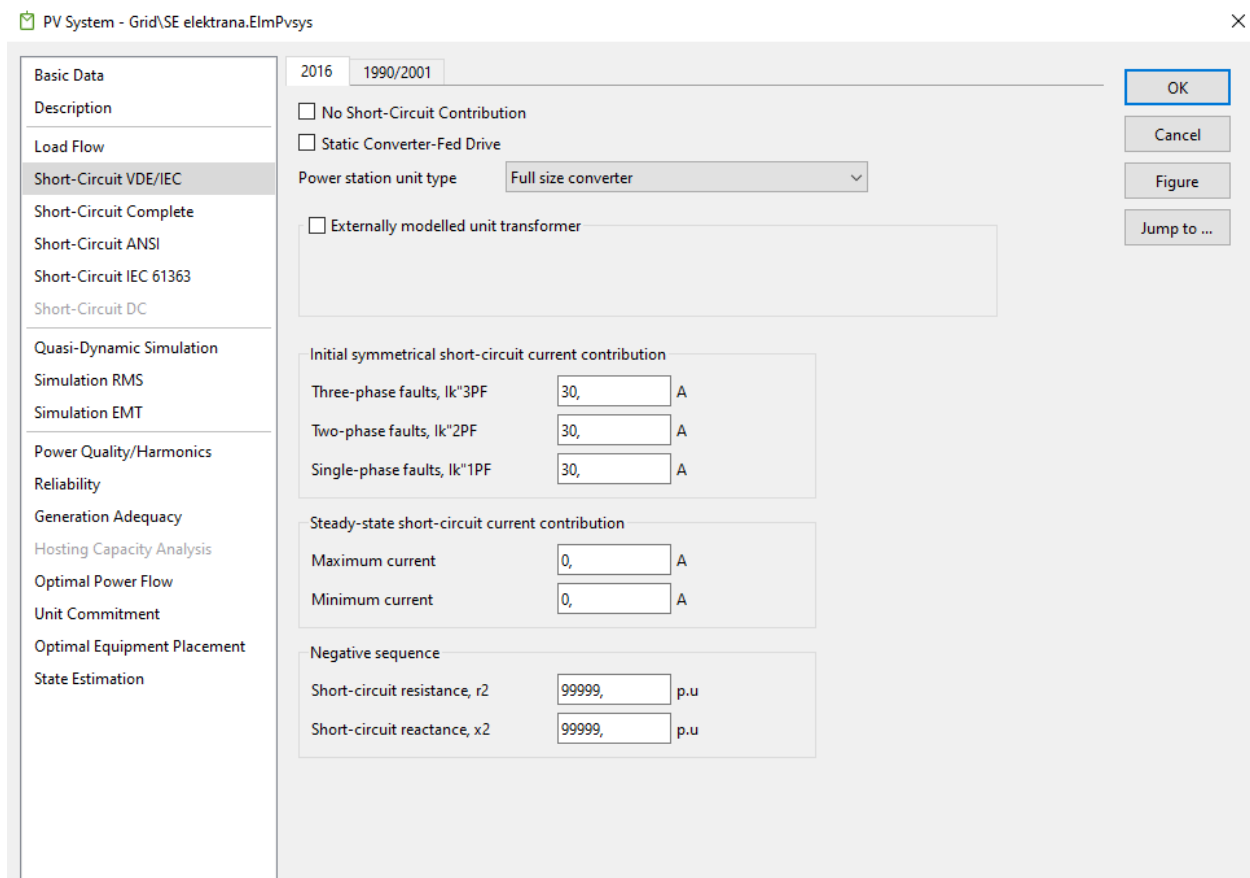 PV System - Grid\SE elektrana.ElmPvsys
Basic Data
Description
Load Flow
Short-Circuit VDE/IEC
Short-Circuit Complete
Short-Circuit ANSI
Short-Circuit IEC 61363
Short-Circuit DC
Quasi-Dynamic Simulation
Simulation RMS
Simulation EMT
Power Quality/Harmonics
Reliability
Generation Adequacy
Hosting Capacity Analysis
Optimal Power Flow
Unit Commitment
Optimal Equipment Placement
State Estimation
2016 1990/2001
No Short-Circuit Contribution
Static Converter-Fed Drive
Power station unit type Full size converter
Externally modelled unit transformer
Initial symmetrical short-circuit current contribution
Three-phase faults, Ik"3PF 30, A
Two-phase faults, Ik"2PF 30, A
Single-phase faults, Ik"1PF 30, A
Steady-state short-circuit current contribution
Maximum current 0, A
Minimum current 0, A
Negative sequence
Short-circuit resistance, r2 99999, p.u
Short-circuit reactance, x2 99999, p.u
OK
Cancel
Figure
Jump to ...